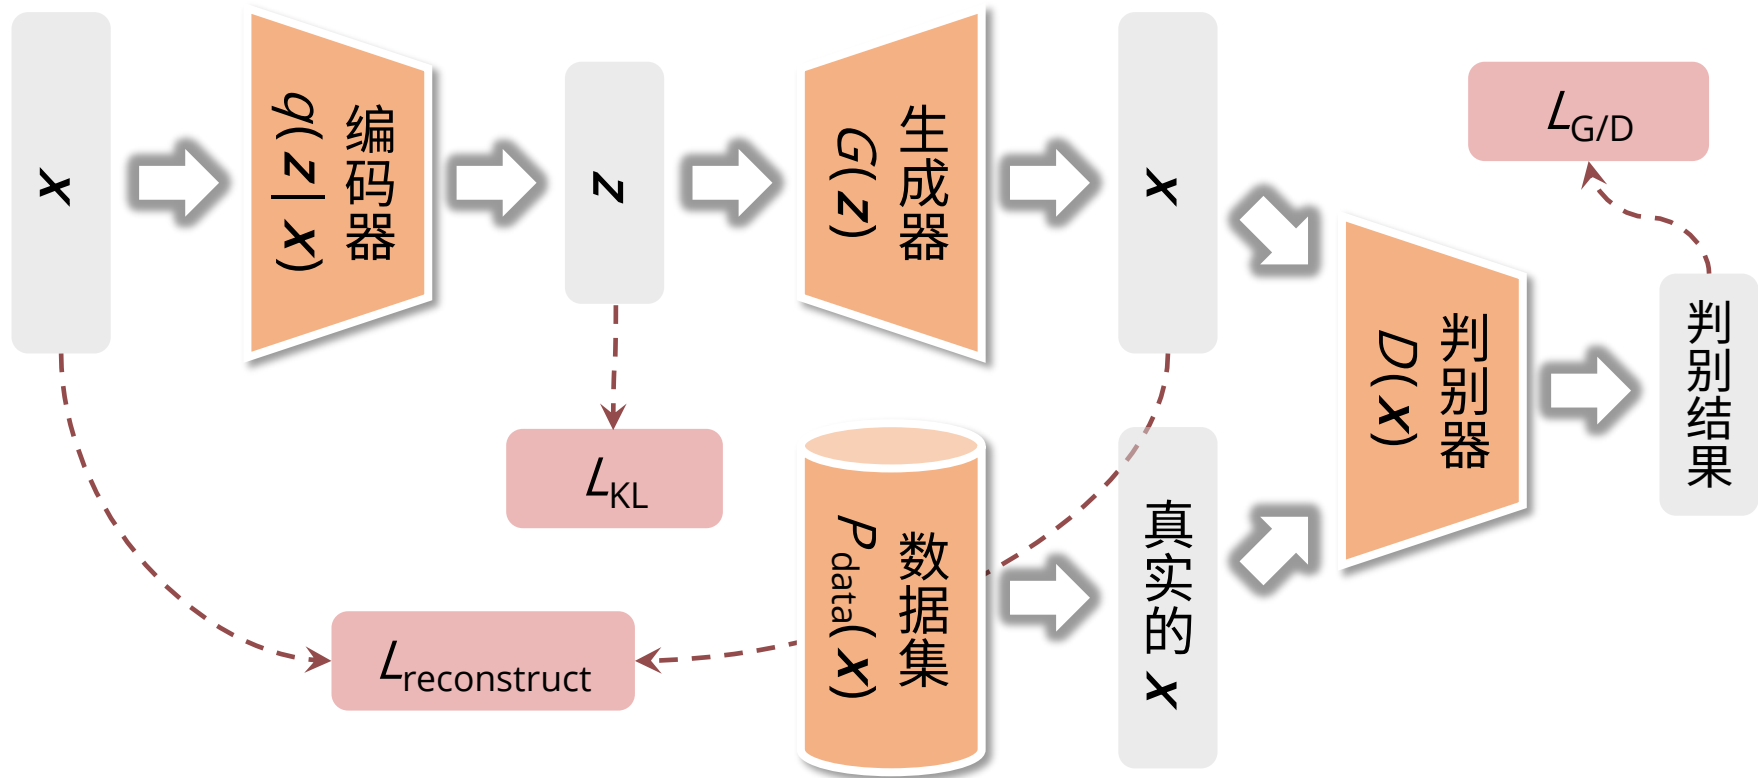 x
编码器
q(z|x)
z
生成器
G(z)
x
L_G/D
判别器
D(x)
判别结果
L_KL
数据集
P_data(x)
真实的 x
L_reconstruct